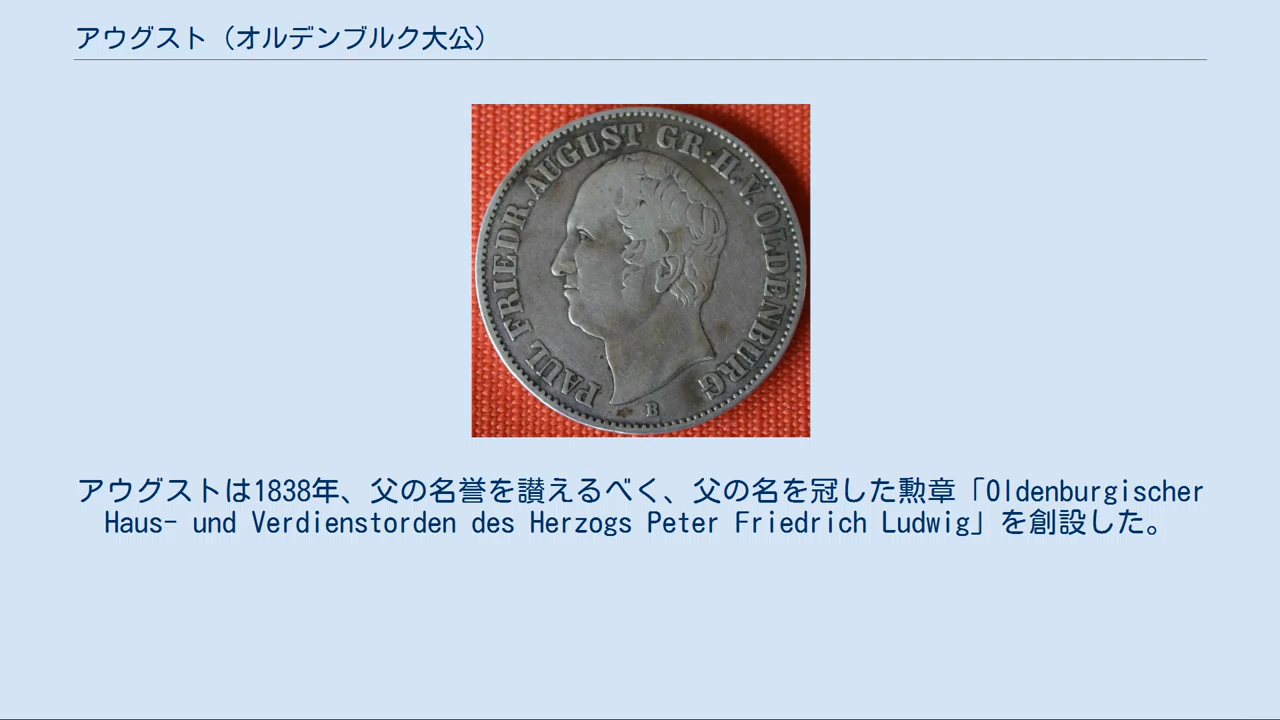 アウグスト（オルデンブルク大公）
PAUL FRIEDR. AUGUST GR. H. V. OLDENBURG
B
アウグストは1838年、父の名誉を讃えるべく、父の名を冠した勲章「Oldenburgischer
Haus- und Verdienstorden des Herzogs Peter Friedrich Ludwig」を創設した。